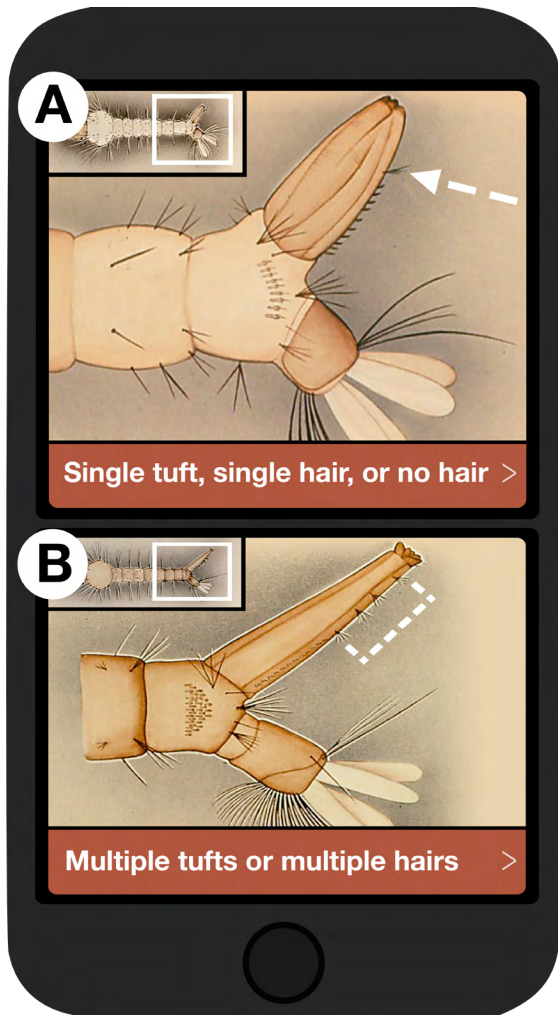 A
Single tuft, single hair, or no hair >
B
Multiple tufts or multiple hairs >